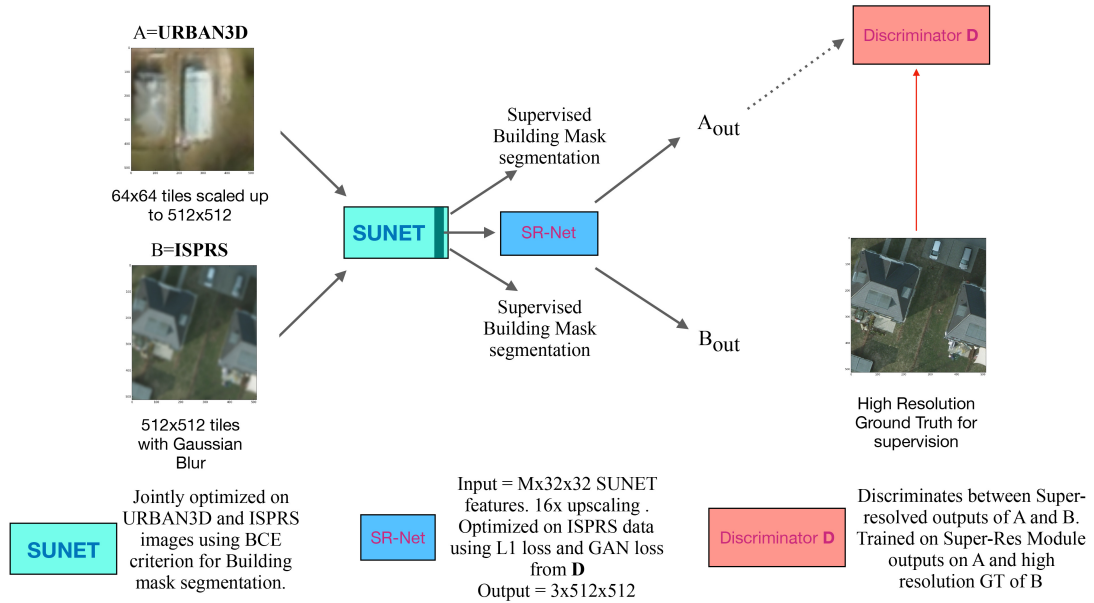 A=URBAN3D
64x64 tiles scaled up
to 512x512
B=ISPRS
512x512 tiles
with Gaussian
Blur
SUNET
Supervised
Building Mask
segmentation
SR-Net
Supervised
Building Mask
segmentation
Aout
Bout
Discriminator D
High Resolution
Ground Truth for
supervision
SUNET
Jointly optimized on
URBAN3D and ISPRS
images using BCE
criterion for Building
mask segmentation.
SR-Net
Input = Mx32x32 SUNET
features. 16x upscaling .
Optimized on ISPRS data
using L1 loss and GAN loss
from D
Output = 3x512x512
Discriminator D
Discriminates between Super-
resolved outputs of A and B.
Trained on Super-Res Module
outputs on A and high
resolution GT of B